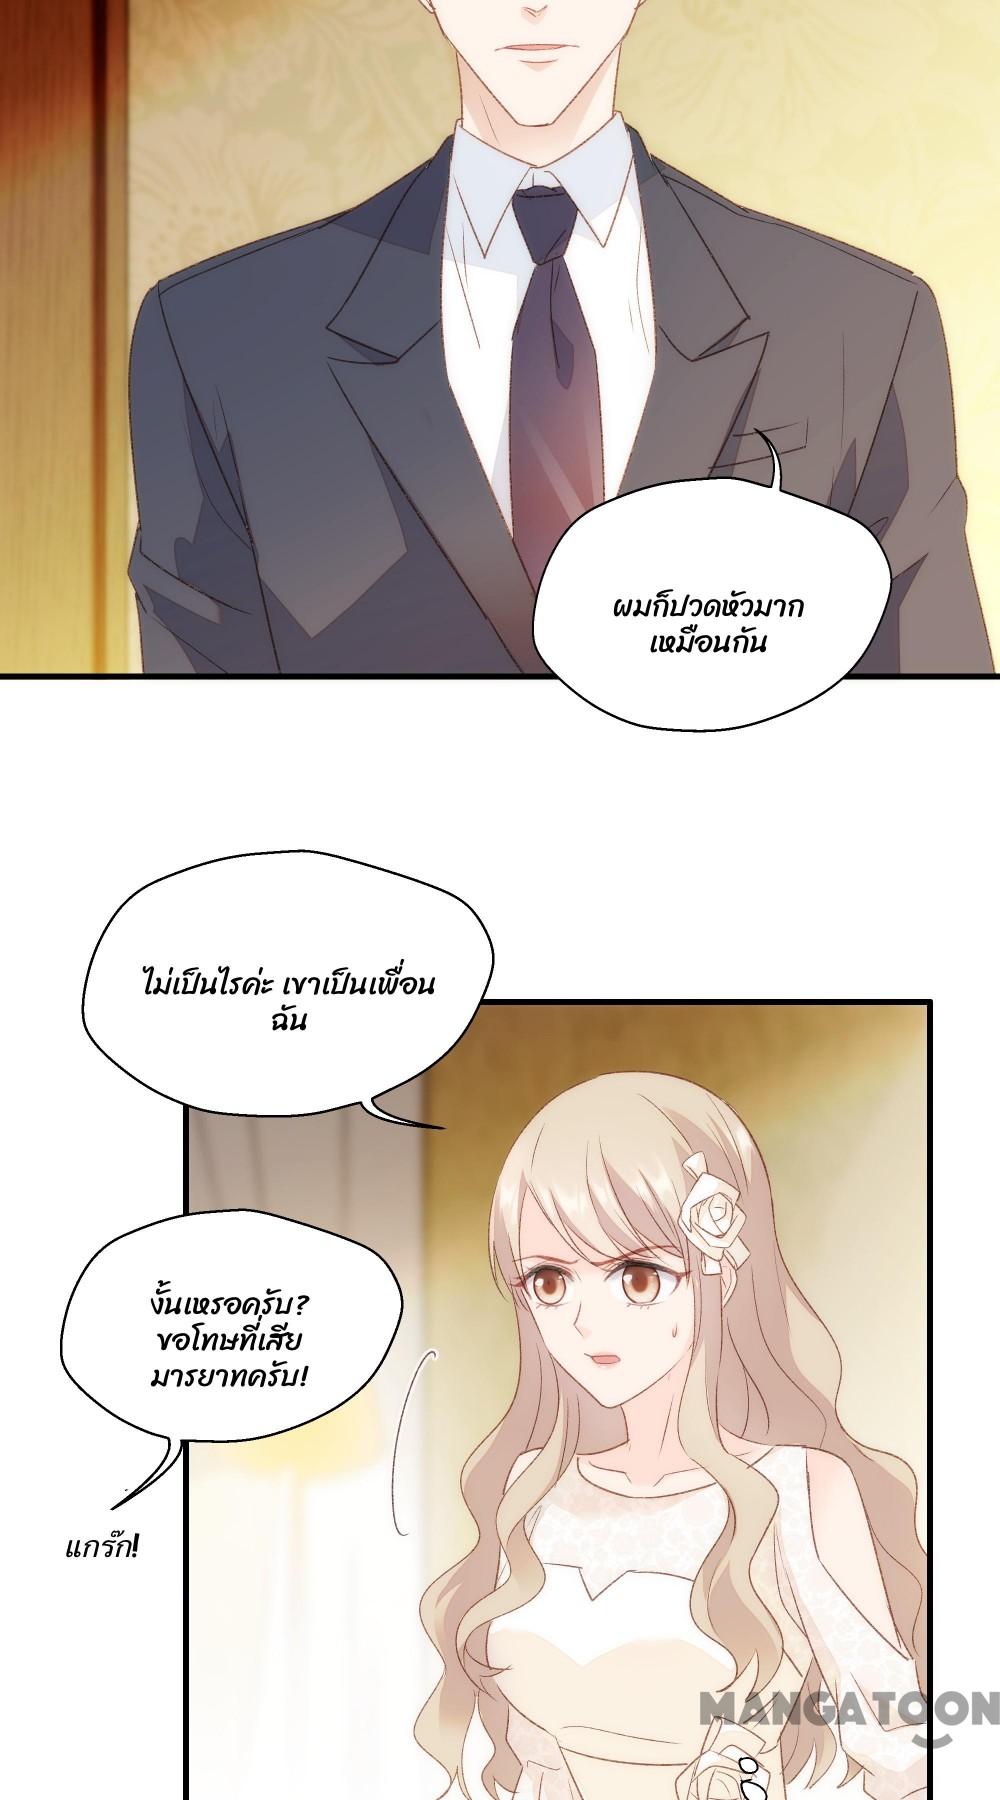 ผมก็ปวดหัวมาก
เหมือนกัน
ไม่เป็นไรค่ะ เขาเป็นเพื่อน
ฉัน
งั้นเหรอครับ?
ขอโทษที่เสีย
มารยาทครับ!
แกร๊ก!
MANGATOON